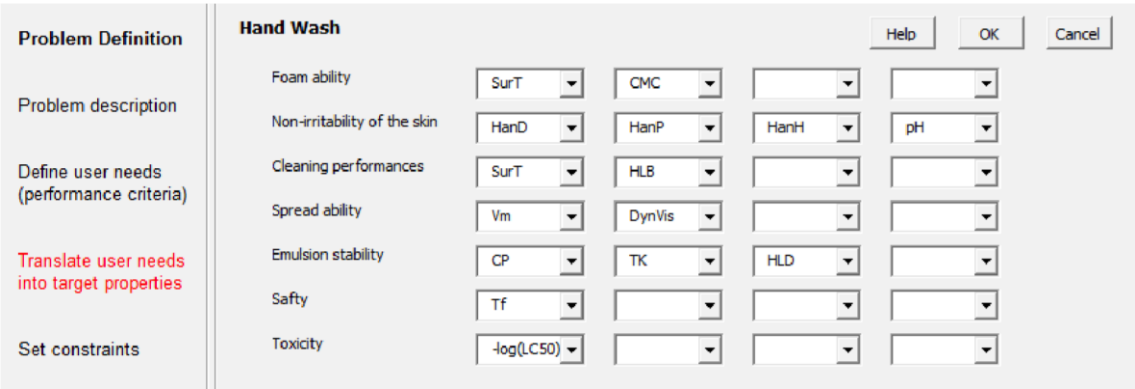 Problem Definition
Problem description
Define user needs
(performance criteria)
Translate user needs
into target properties
Set constraints
Hand Wash
Help OK Cancel
Foam ability SurT CMC
Non-irritability of the skin HanD HanP HanH pH
Cleaning performances SurT HLB
Spread ability Vm DynVis
Emulsion stability CP TK HLD
Safty Tf
Toxicity -log(LC50)